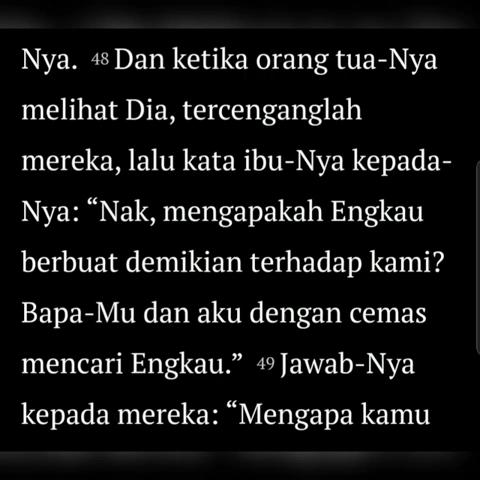 Nya. 48 Dan ketika orang tua-Nya
melihat Dia, tercenganglah
mereka, lalu kata ibu-Nya kepada-
Nya: “Nak, mengapakah Engkau
berbuat demikian terhadap kami?
Bapa-Mu dan aku dengan cemas
mencari Engkau.” 49 Jawab-Nya
kepada mereka: “Mengapa kamu